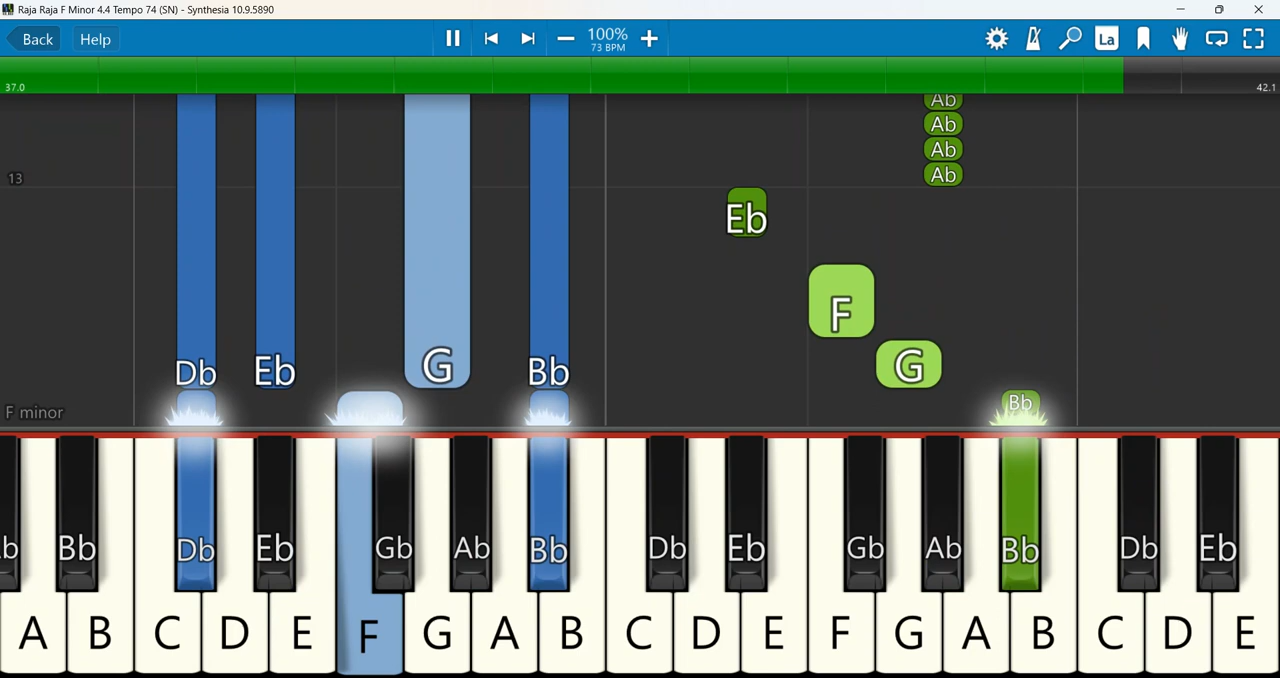 Raja Raja F Minor 4.4 Tempo 74 (SN) - Synthesia 10.9.5890
Back Help 100% La
73 BPM
37.0 42.1
Ab
Ab
Ab
13 Ab
Eb
F
Db Eb G Bb G
F minor Bb
b Bb Db Eb Gb Ab Bb Db Eb Gb Ab Bb Db Eb
A B C D E F G A B C D E F G A B C D E